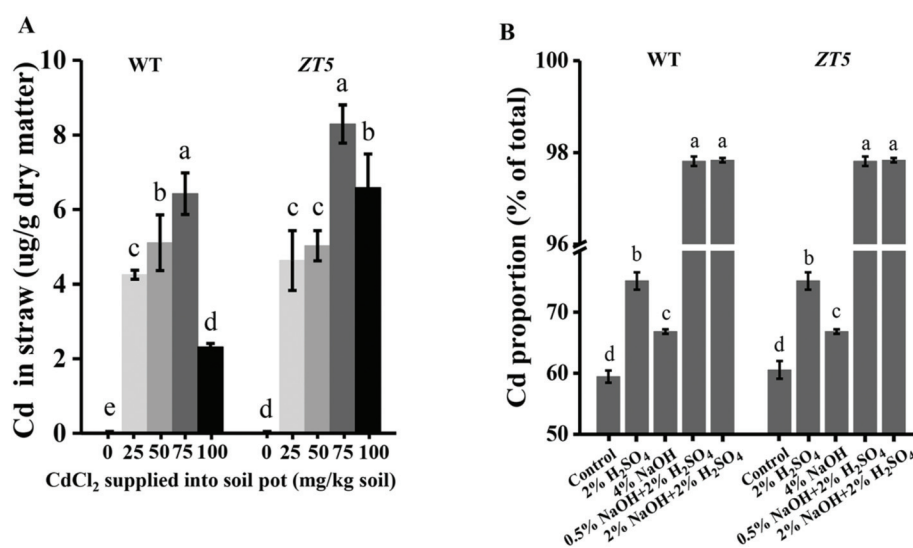 A
WT
ZT5
Cd in straw (ug/g dry matter)
10
8
6
4
2
0
e
c
b
a
d
d
c
c
a
b
0 25 50 75 100
0 25 50 75 100
CdCl₂ supplied into soil pot (mg/kg soil)
B
WT
ZT5
Cd proportion (% of total)
100
98
96
70
60
50
d
b
c
a
a
d
b
c
a
a
Control
2% H₂SO₄
4% NaOH
0.5% NaOH+2% H₂SO₄
2% NaOH+2% H₂SO₄
Control
2% H₂SO₄
4% NaOH
0.5% NaOH+2% H₂SO₄
2% NaOH+2% H₂SO₄